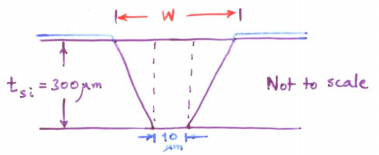 W
t_si = 300 μm
Not to scale
10
μm